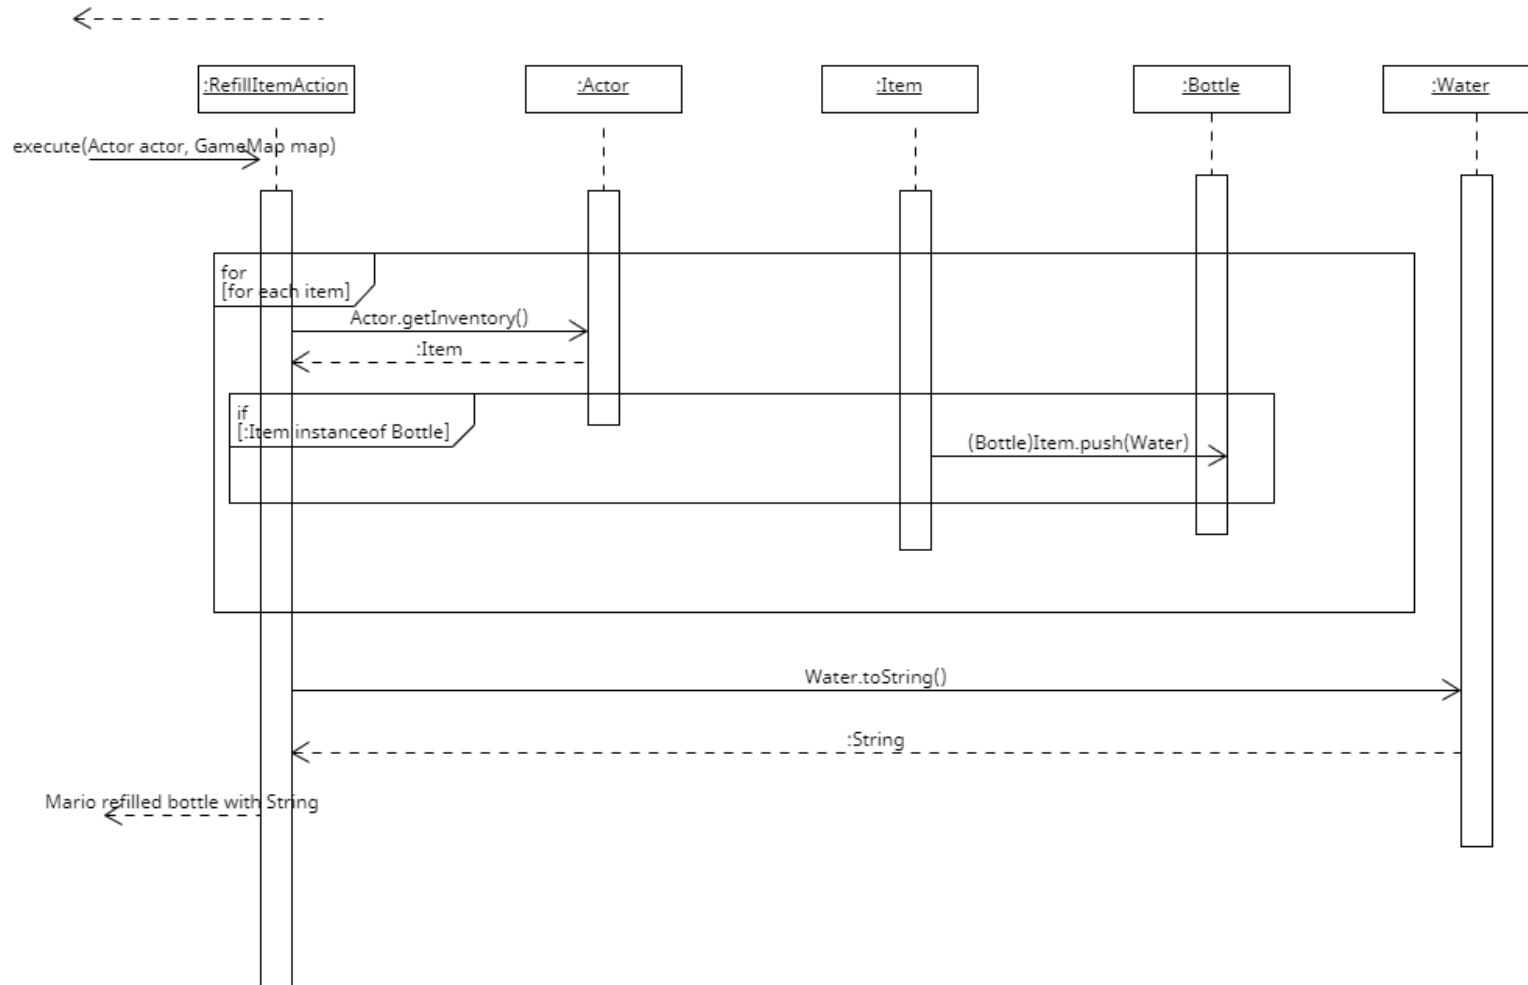 :RefillItemAction
:Actor
:Item
:Bottle
:Water
execute(Actor actor, GameMap map)
for
[for each item]
Actor.getInventory()
:Item
if
[:Item instanceof Bottle]
(Bottle)Item.push(Water)
Water.toString()
:String
Mario refilled bottle with String